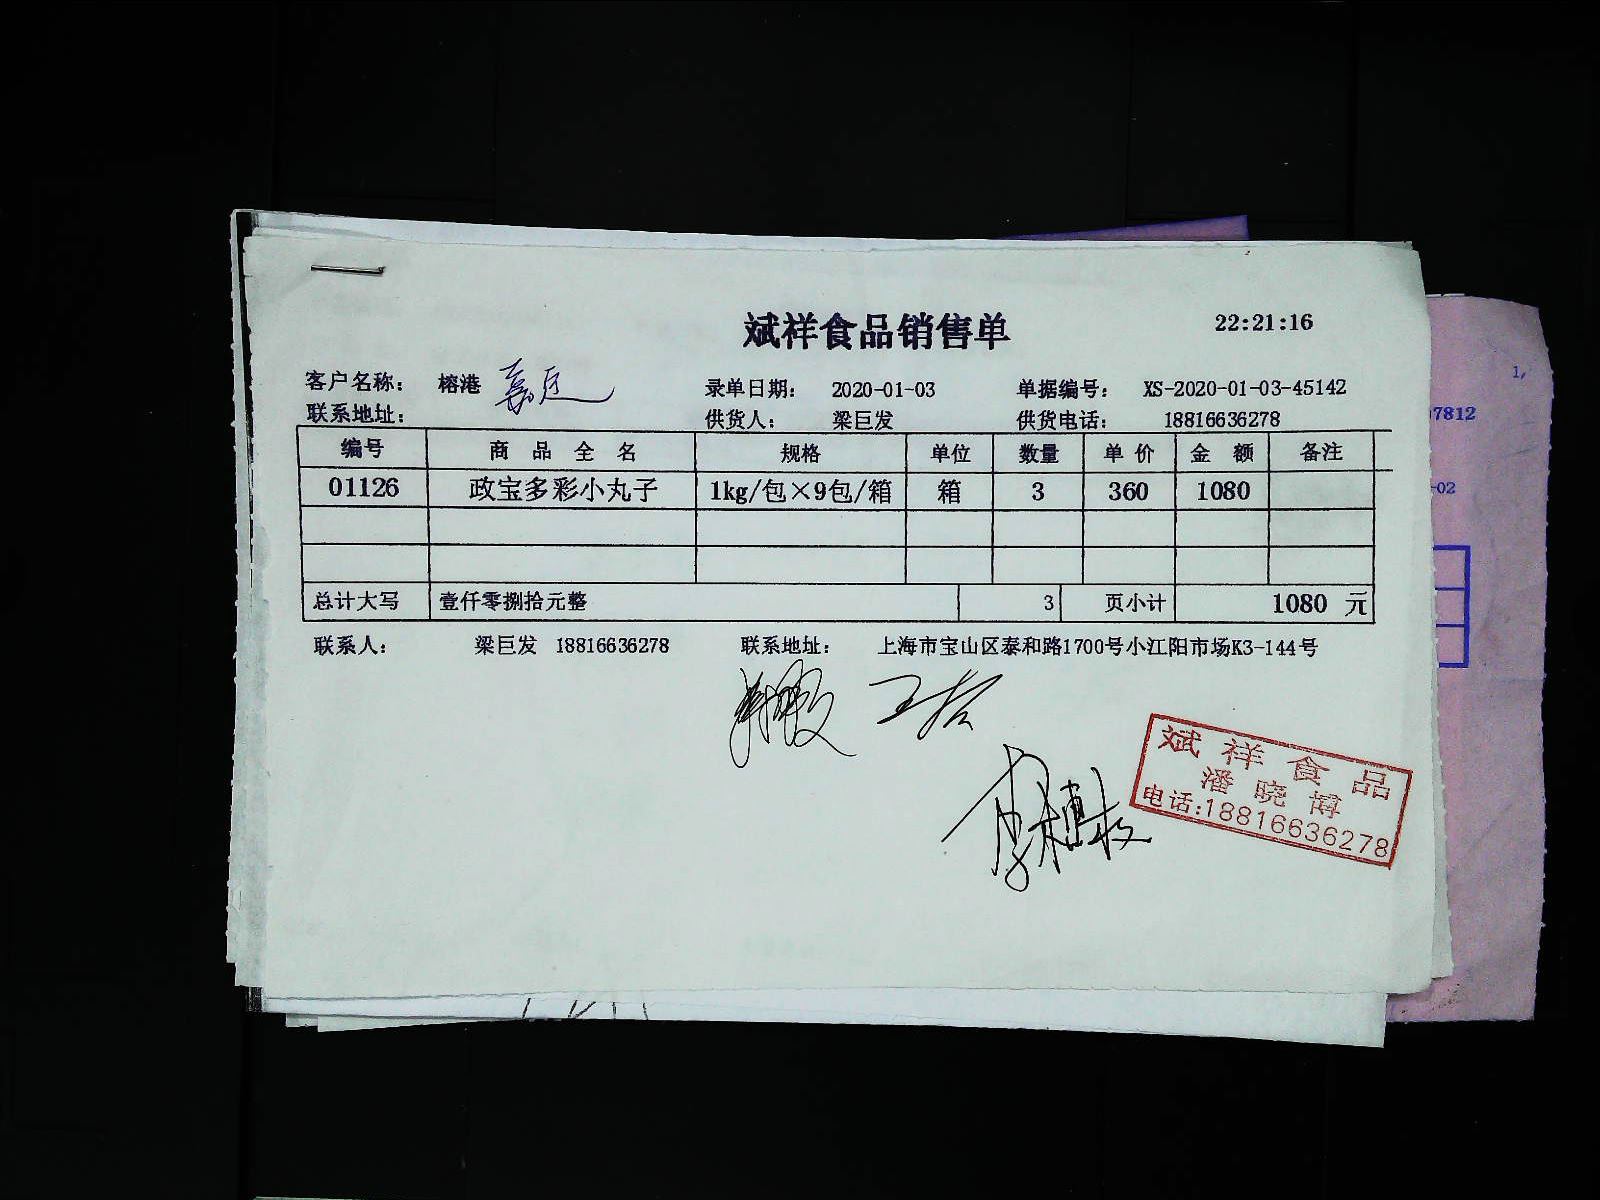 斌祥食品销售单 22:21:16
客户名称: 榕港 录单日期: 2020-01-03 单据编号: XS-2020-01-03-45142
联系地址: 供货人: 梁巨发 供货电话: 18816636278
编号 商品全名 规格 单位 数量 单价 金额 备注
01126 政宝多彩小丸子 1kg/包×9包/箱 箱 3 360 1080
总计大写 壹仟零捌拾元整 3 页小计 1080 元
联系人: 梁巨发 18816636278 联系地址: 上海市宝山区泰和路1700号小江阳市场K3-144号
斌祥食品
潘晓博
电话:18816636278
7812
-02